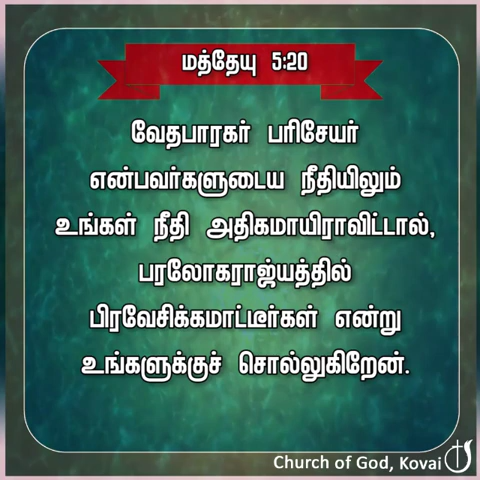 மத்தேயு 5:20
வேதபாரகர் பரிசேயர்
என்பவர்களுடைய நீதியிலும்
உங்கள் நீதி அதிகமாயிராவிட்டால்,
பரலோகராஜ்யத்தில்
பிரவேசிக்கமாட்டீர்கள் என்று
உங்களுக்குச் சொல்லுகிறேன்.
Church of God, Kovai